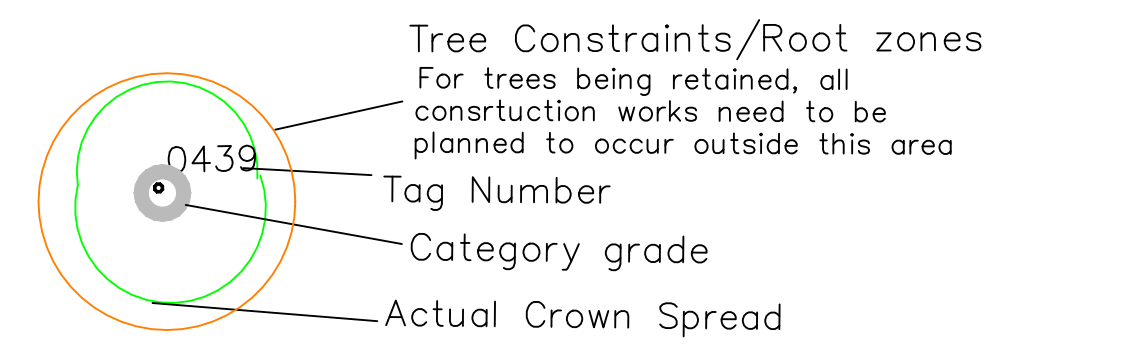 Tree Constraints/Root zones
For trees being retained, all
consrtuction works need to be
planned to occur outside this area
0439
Tag Number
Category grade
Actual Crown Spread